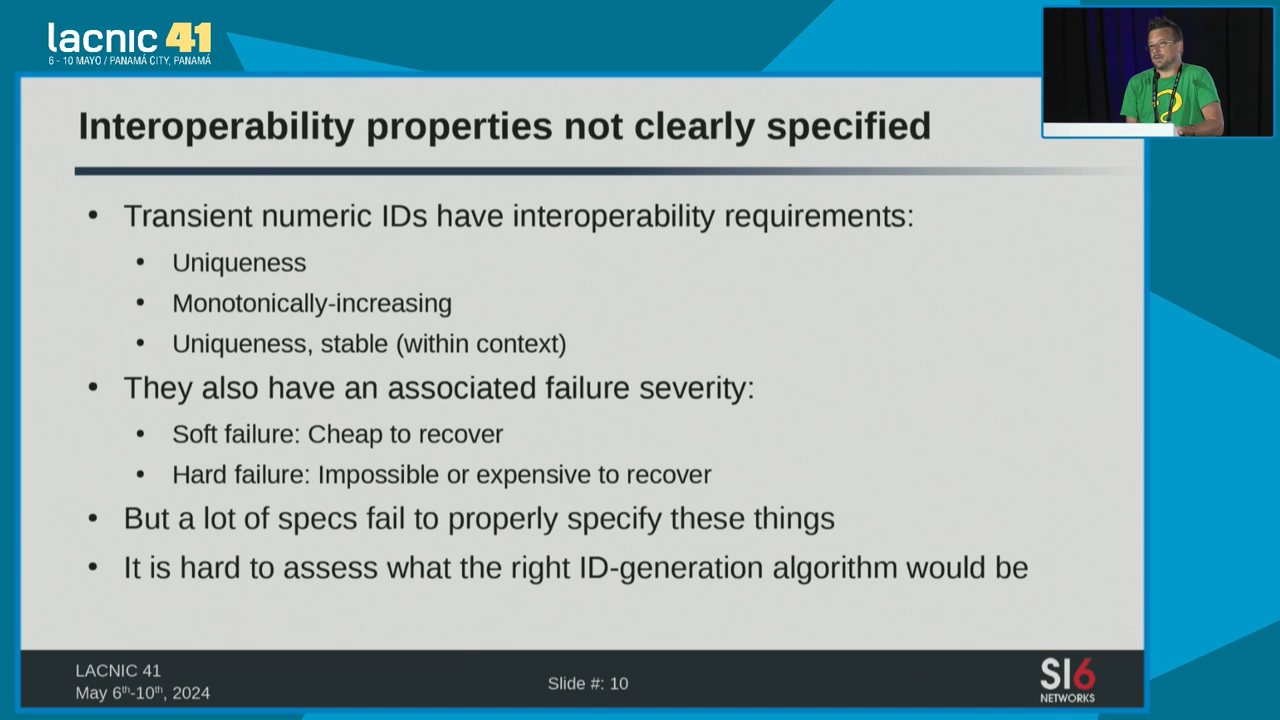 lacnic 41
6 - 10 MAYO / PANAMÁ CITY, PANAMÁ
Interoperability properties not clearly specified
• Transient numeric IDs have interoperability requirements:
• Uniqueness
• Monotonically-increasing
• Uniqueness, stable (within context)
• They also have an associated failure severity:
• Soft failure: Cheap to recover
• Hard failure: Impossible or expensive to recover
• But a lot of specs fail to properly specify these things
• It is hard to assess what the right ID-generation algorithm would be
LACNIC 41
May 6th-10th, 2024
Slide #: 10
SI6
NETWORKS